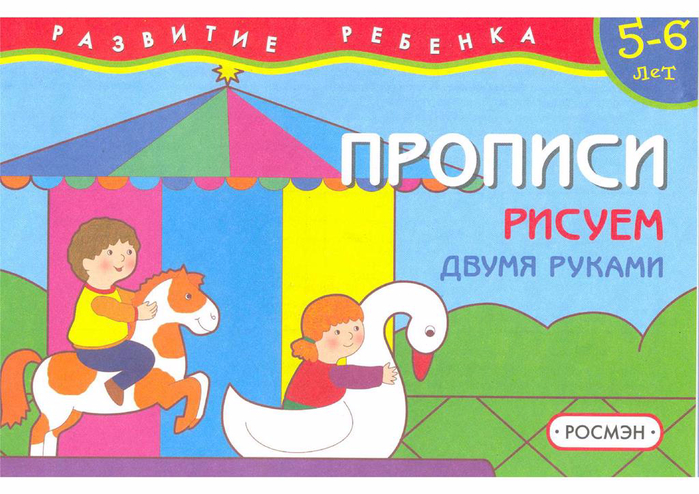 РАЗВИТИЕ РЕБЕНКА
5-6
лет
ПРОПИСИ
РИСУЕМ
ДВУМЯ РУКАМИ
· РОСМЭН ·